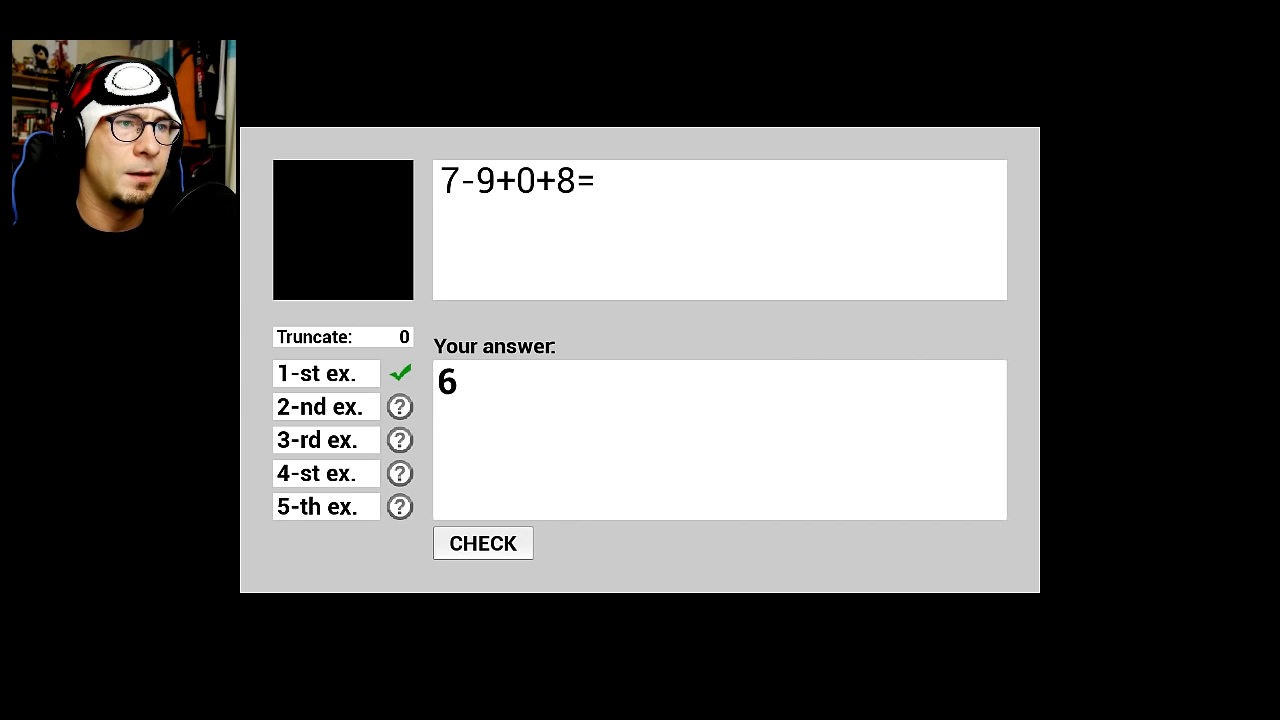 7-9+0+8=
Truncate: 0
1-st ex.
2-nd ex. ?
3-rd ex. ?
4-st ex. ?
5-th ex. ?
Your answer:
6
CHECK